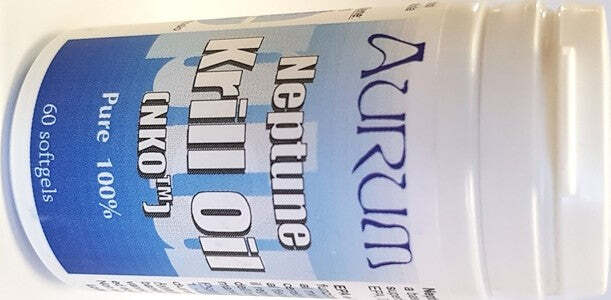 AURUM
Neptune
Krill Oil
(NKO™)
Pure 100%
60 softgels